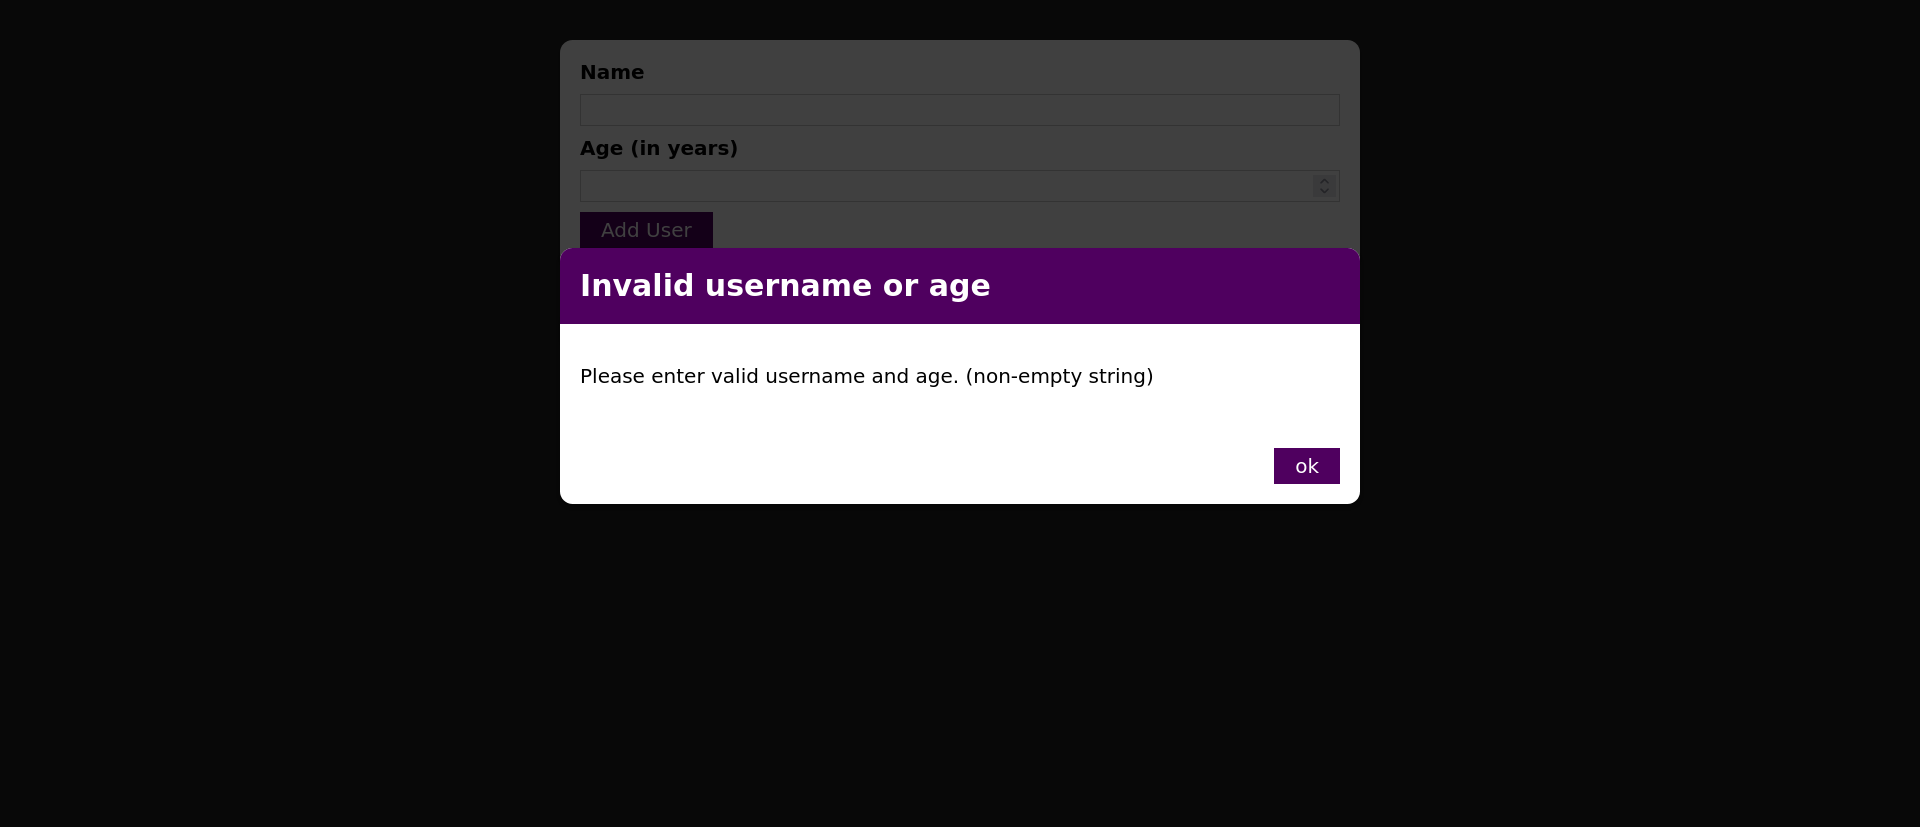 Name
Age (in years)
Add User
Invalid username or age
Please enter valid username and age. (non-empty string)
ok